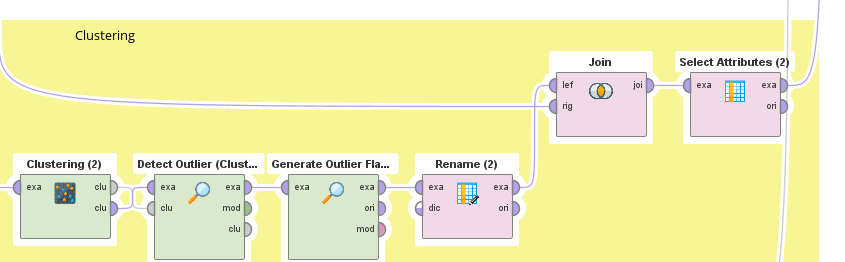 Clustering
Join
Select Attributes (2)
lef joi
rig
exa exa
ori
Clustering (2)
Detect Outlier (Clust...
Generate Outlier Fla...
Rename (2)
exa clu
clu
exa exa
clu mod
clu
exa exa
ori
mod
exa exa
dic ori